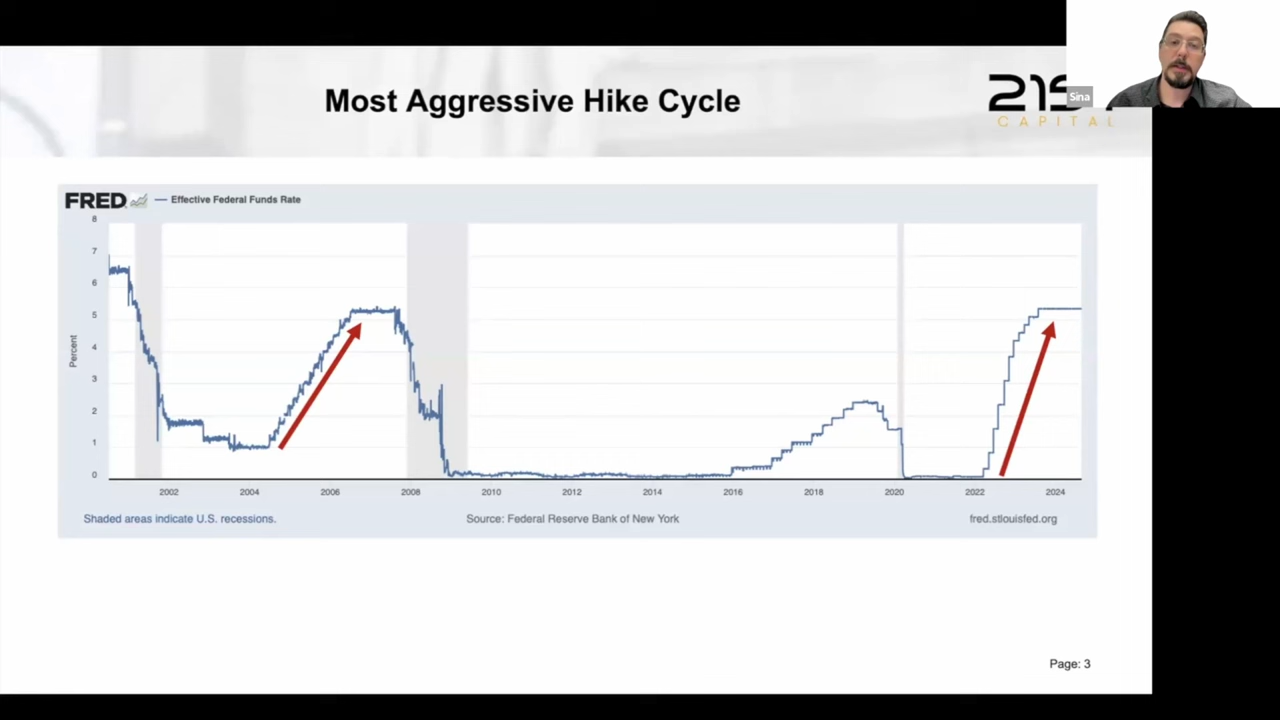 Most Aggressive Hike Cycle
Sina
CAPITAL
FRED
Effective Federal Funds Rate
8
7
6
5
4
3
2
1
0
Percent
2002 2004 2006 2008 2010 2012 2014 2016 2018 2020 2022 2024
Shaded areas indicate U.S. recessions.
Source: Federal Reserve Bank of New York
fred.stlouisfed.org
Page: 3